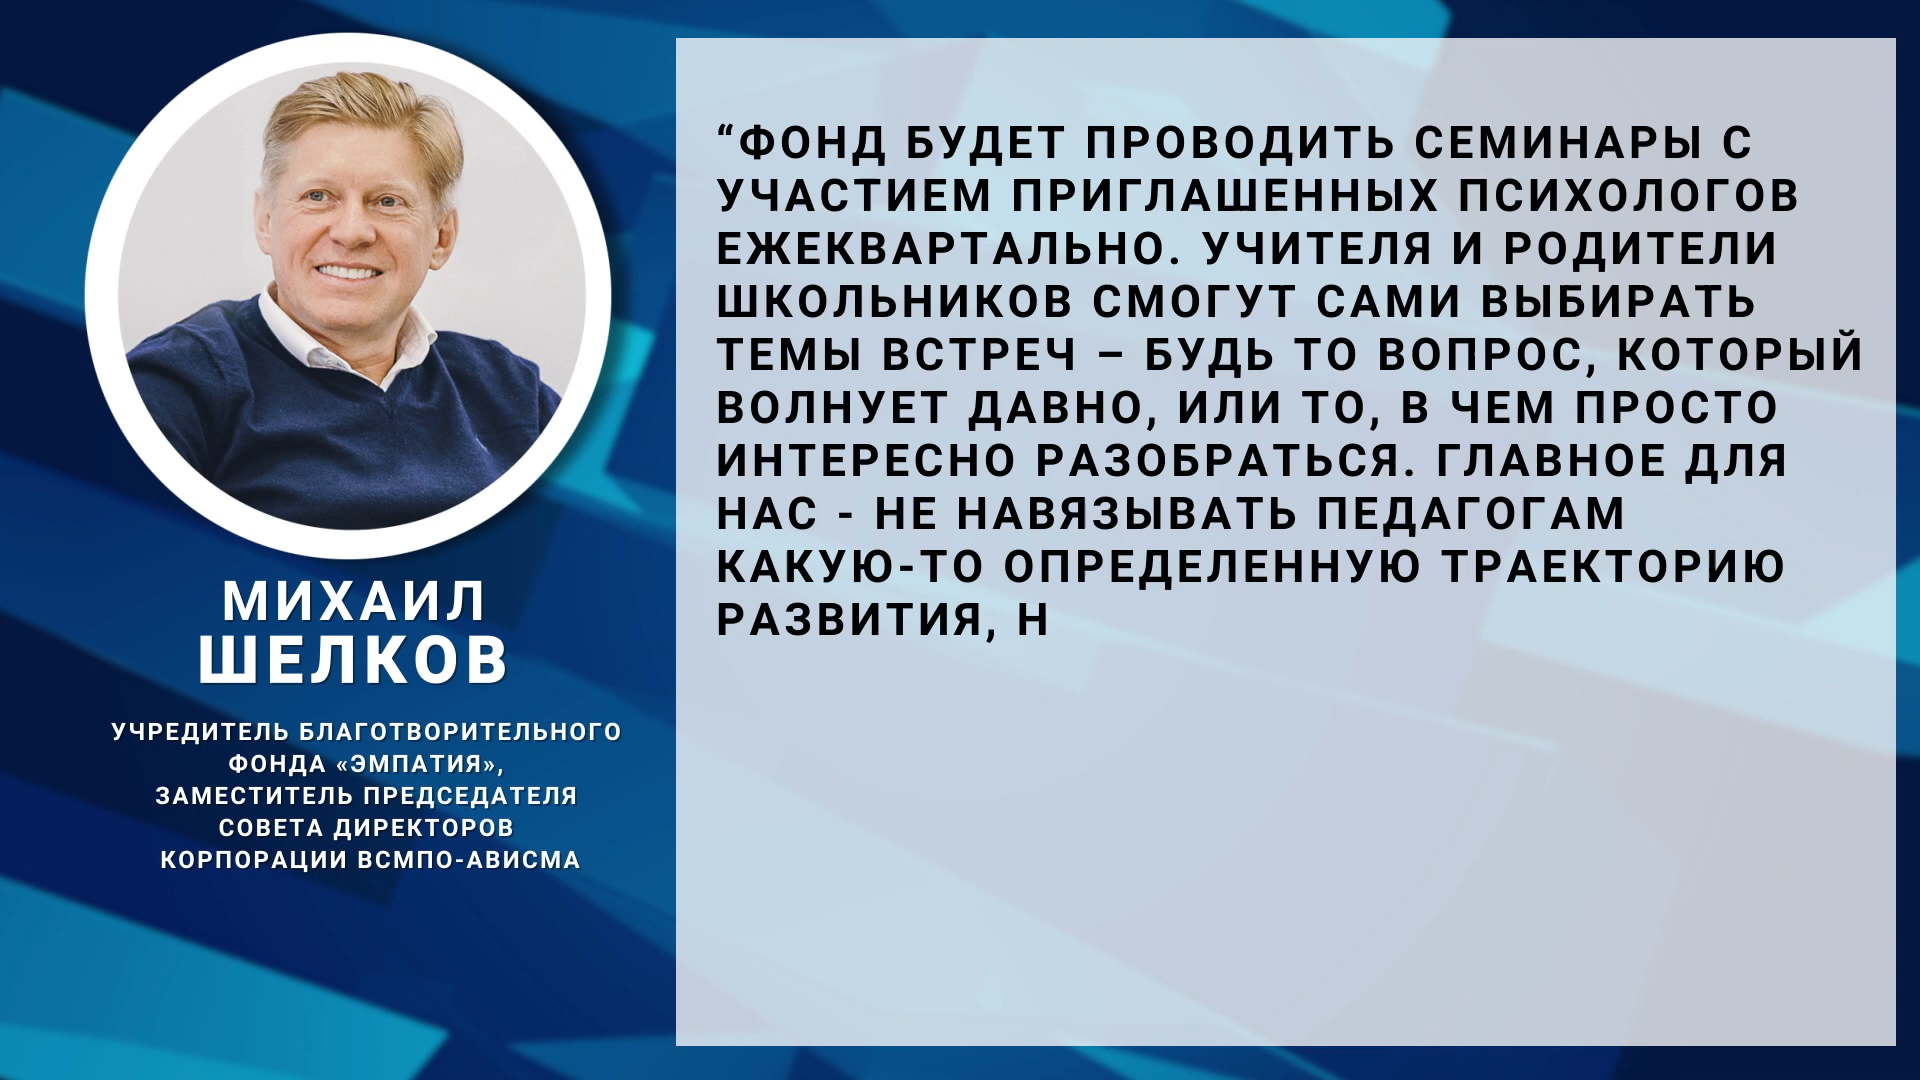 МИХАИЛ
ШЕЛКОВ
УЧРЕДИТЕЛЬ БЛАГОТВОРИТЕЛЬНОГО
ФОНДА «ЭМПАТИЯ»,
ЗАМЕСТИТЕЛЬ ПРЕДСЕДАТЕЛЯ
СОВЕТА ДИРЕКТОРОВ
КОРПОРАЦИИ ВСМПО-АВИСМА
“ФОНД БУДЕТ ПРОВОДИТЬ СЕМИНАРЫ С
УЧАСТИЕМ ПРИГЛАШЕННЫХ ПСИХОЛОГОВ
ЕЖЕКВАРТАЛЬНО. УЧИТЕЛЯ И РОДИТЕЛИ
ШКОЛЬНИКОВ СМОГУТ САМИ ВЫБИРАТЬ
ТЕМЫ ВСТРЕЧ – БУДЬ ТО ВОПРОС, КОТОРЫЙ
ВОЛНУЕТ ДАВНО, ИЛИ ТО, В ЧЕМ ПРОСТО
ИНТЕРЕСНО РАЗОБРАТЬСЯ. ГЛАВНОЕ ДЛЯ
НАС - НЕ НАВЯЗЫВАТЬ ПЕДАГОГАМ
КАКУЮ-ТО ОПРЕДЕЛЕННУЮ ТРАЕКТОРИЮ
РАЗВИТИЯ, Н